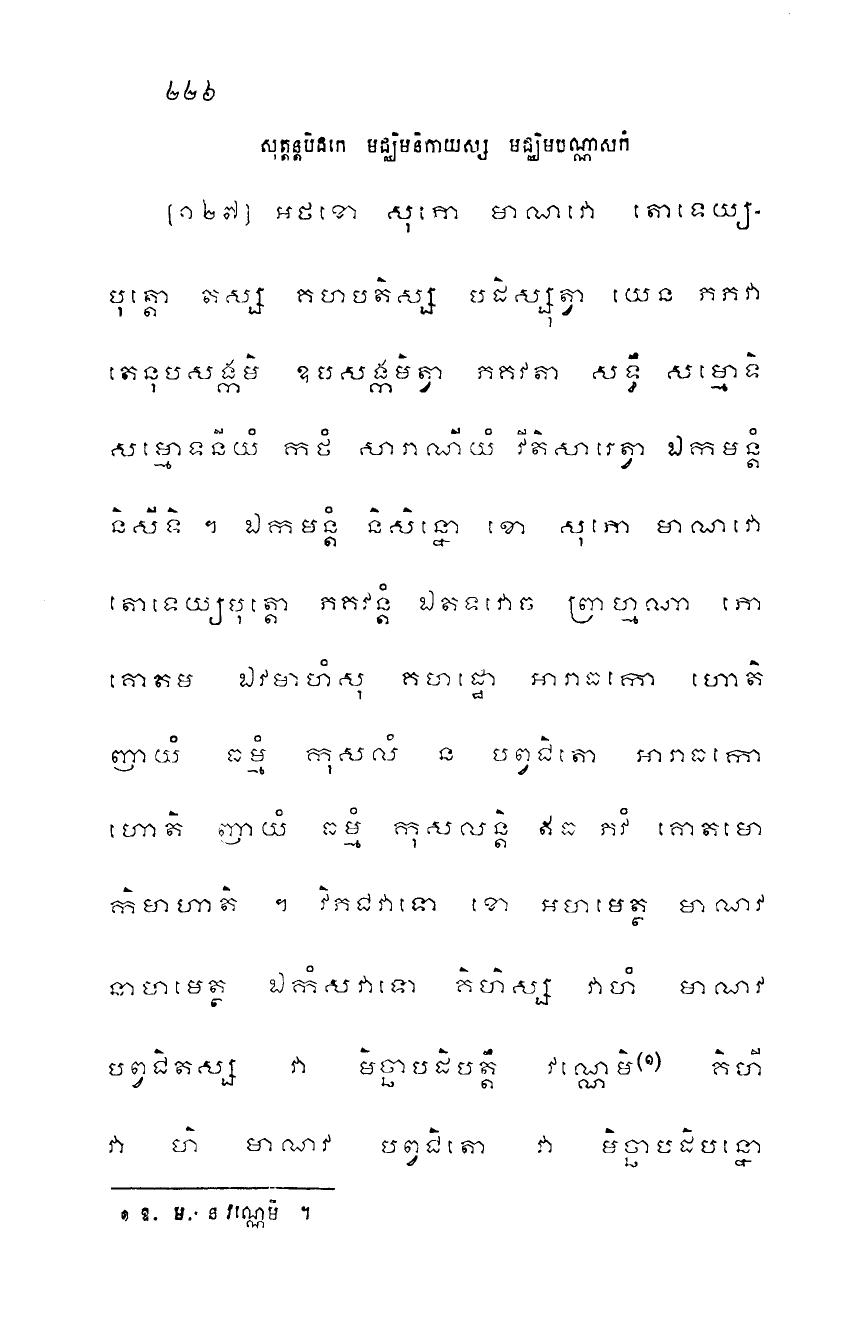 ៤៤៦
សុត្តន្តបិដកេ មជ្ឈិមនិកាយស្ស មជ្ឈិមបណ្ណាសកំ
[១២៧] អថខោ សុភោ មាណវោ តោទេយ្យ-
បុត្តោ តស្ស គហបតិស្ស បដិស្សុត្វា យេន ភគវា
តេនុបសង្កមិ ឧបសង្កមិត្វា ភគវតា សទ្ធឹ សម្មោទិ
សម្មោទនីយំ កថំ សារាណីយំ វីតិសារេត្វា ឯកមន្តំ
និសីទិ ។ ឯកមន្តំ និសិន្នោ ខោ សុភោ មាណវោ
តោទេយ្យបុត្តោ ភគវន្តំ ឯតទវោច ព្រាហ្មណា ភោ
គោតម ឯវមាហំសុ គហដ្ឋោ អារាធកោ ហោតិ
ញាយំ ធម្មំ កុសលំ ន បព្វជិតោ អារាធកោ
ហោតិ ញាយំ ធម្មំ កុសលន្តិ ឥធ ភវំ គោតមោ
កិមាហាតិ ។ វិភជវាទោ ខោ អហមេត្ថ មាណវ
នាហមេត្ថ ឯកំសវាទោ គិហិស្ស វាហំ មាណវ
បព្វជិតស្ស វា មិច្ឆាបដិបត្តឹ វណ្ណេមិ(១) គិហី
វា ហិ មាណវ បព្វជិតោ វា មិច្ឆាបដិបន្នោ
១ ឱ. ម. ន វណ្ណេមិ ។